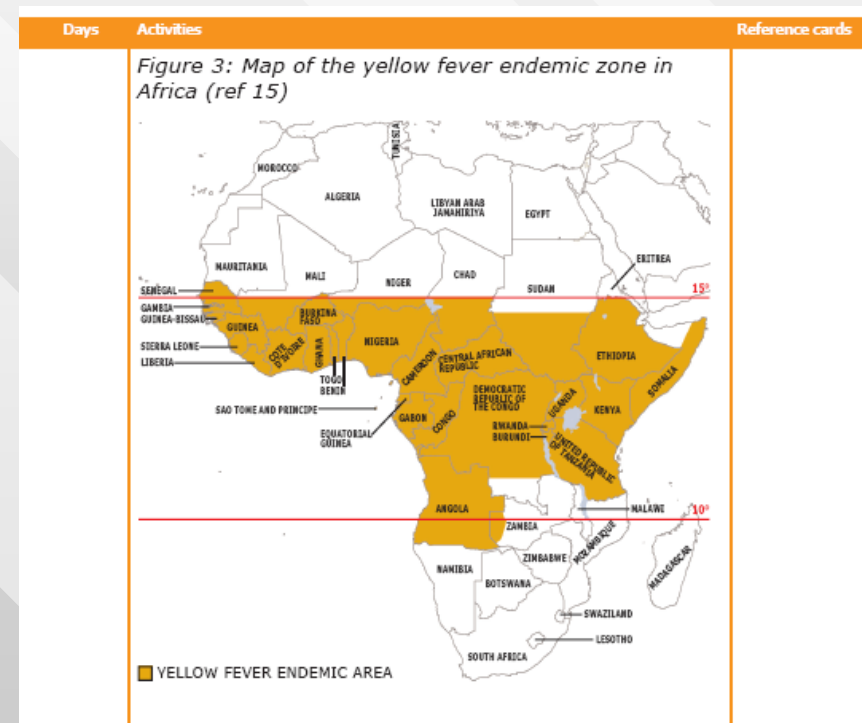 Days Activities Reference cards
Figure 3: Map of the yellow fever endemic zone in
Africa (ref 15)
TUNISIA
MOROCCO
ALGERIA
LIBYAN ARAB
JAMAHIRIYA
EGYPT
MAURITANIA
MALI
NIGER
CHAD
SUDAN
ERITREA
15°
SENEGAL
GAMBIA
GUINEA-BISSAU
GUINEA
SIERRA LEONE
LIBERIA
COTE
D'IVOIRE
BURKINA
FASO
GHANA
TOGO
BENIN
NIGERIA
CAMEROON
CENTRAL AFRICAN
REPUBLIC
ETHIOPIA
SOMALIA
SAO TOME AND PRINCIPE
EQUATORIAL
GUINEA
GABON
CONGO
DEMOCRATIC
REPUBLIC OF
THE CONGO
UGANDA
KENYA
RWANDA
BURUNDI
UNITED REPUBLIC
OF TANZANIA
ANGOLA
ZAMBIA
MALAWI
10°
MOZAMBIQUE
ZIMBABWE
MADAGASCAR
NAMIBIA
BOTSWANA
SWAZILAND
LESOTHO
SOUTH AFRICA
YELLOW FEVER ENDEMIC AREA